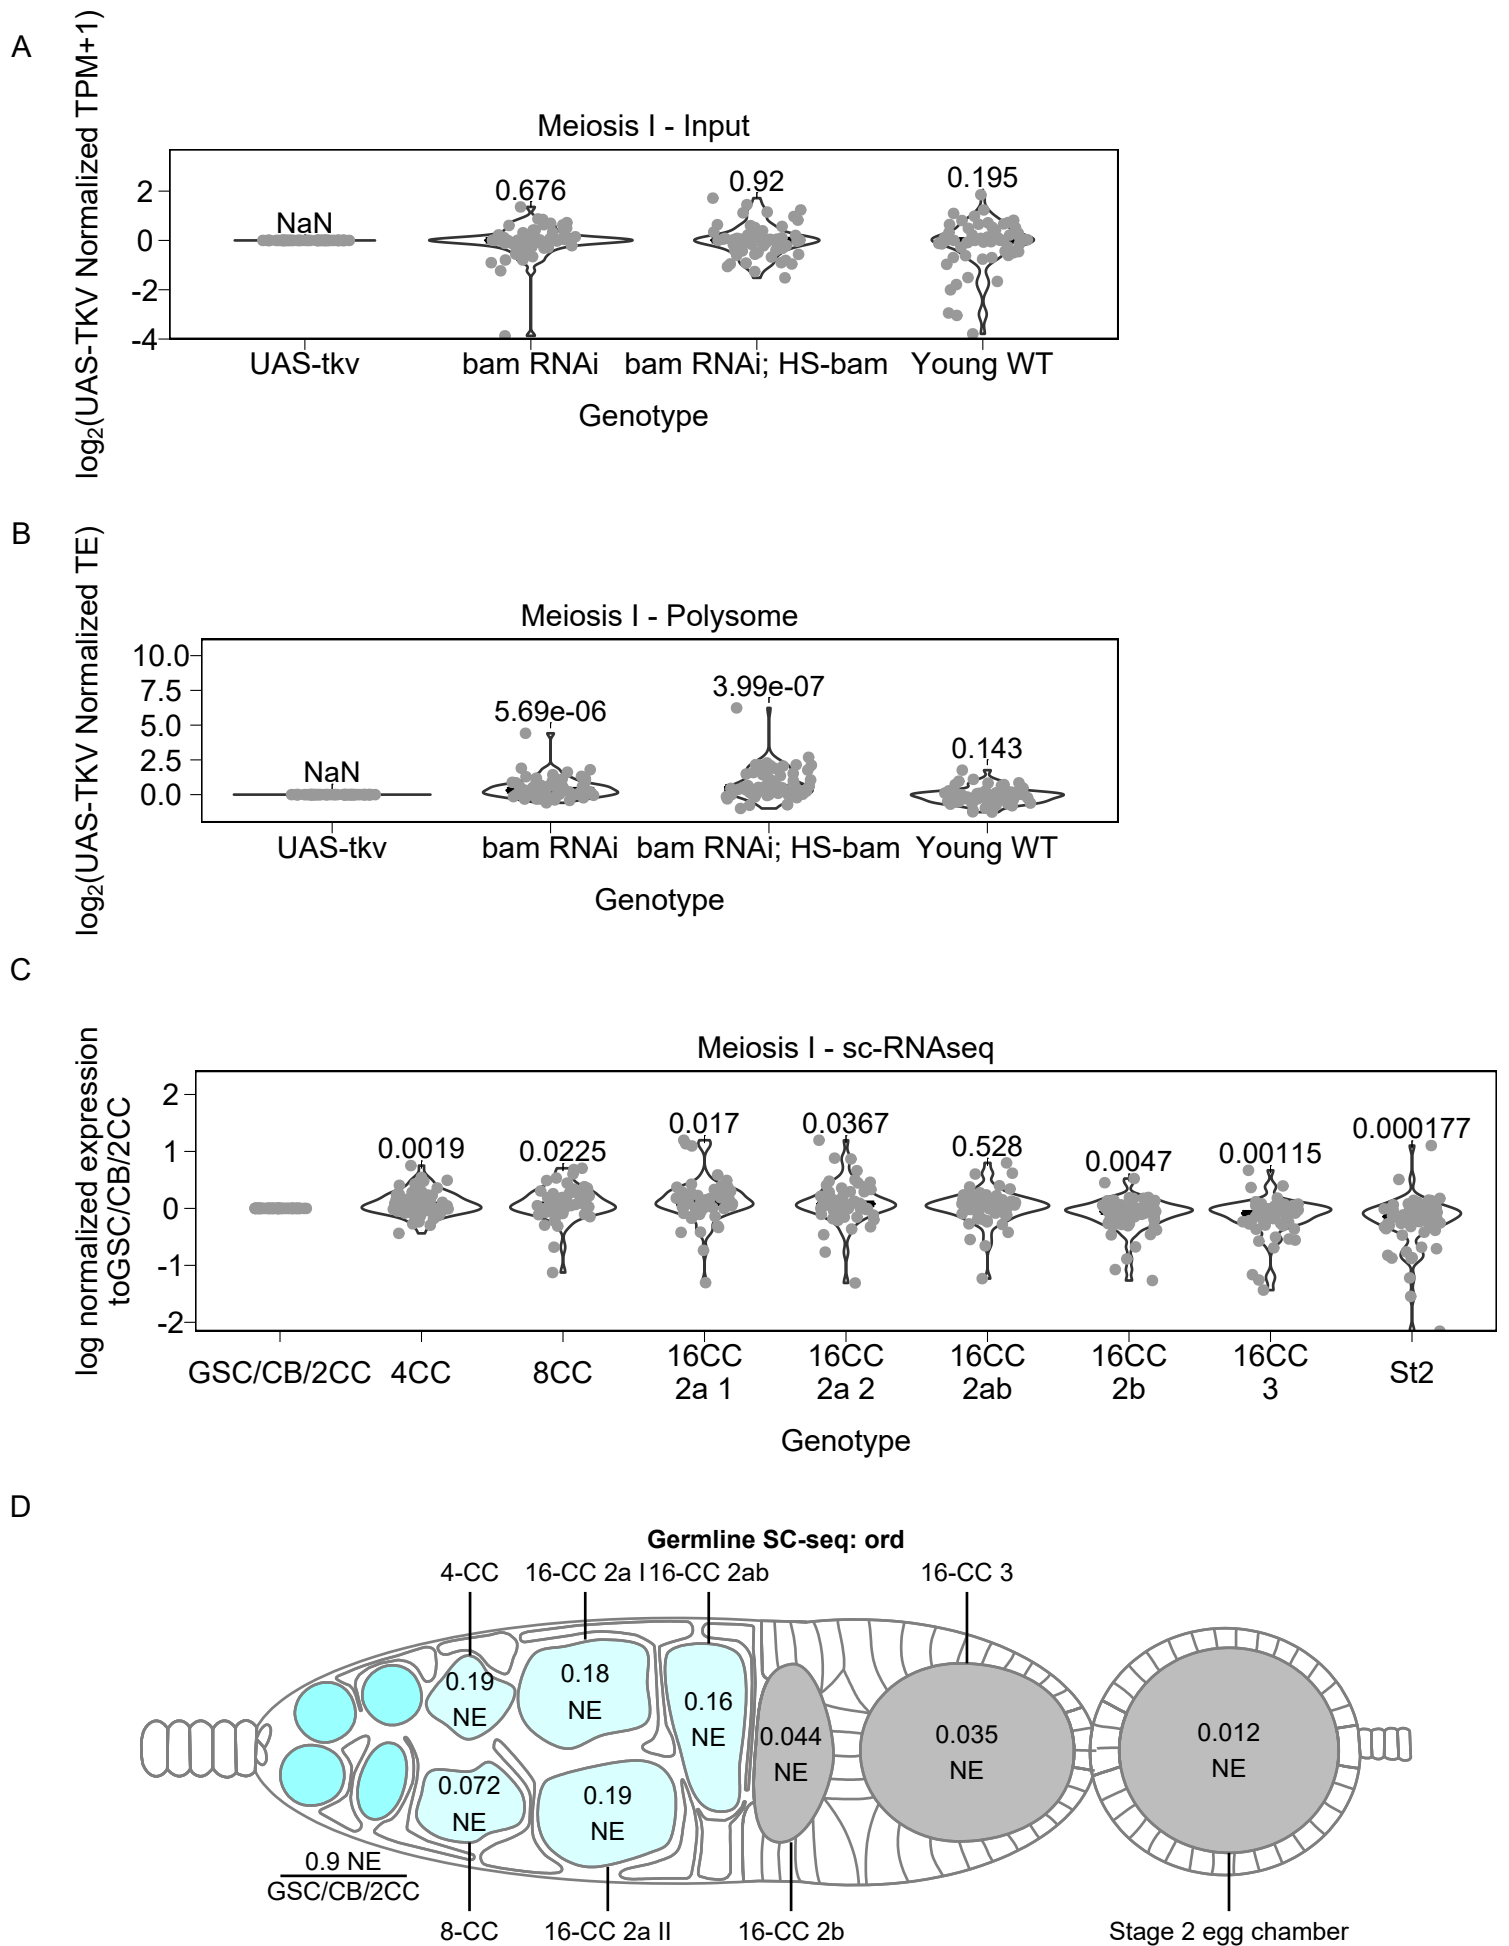 A
log2(UAS-TKV Normalized TPM+1)
Meiosis I - Input
2
0
-2
-4
NaN
0.676
0.92
0.195
UAS-tkv
bam RNAi
bam RNAi; HS-bam
Young WT
Genotype
B
log2(UAS-TKV Normalized TE)
Meiosis I - Polysome
10.0
7.5
5.0
2.5
0.0
NaN
5.69e-06
3.99e-07
0.143
UAS-tkv
bam RNAi
bam RNAi; HS-bam
Young WT
Genotype
C
log normalized expression
toGSC/CB/2CC
Meiosis I - sc-RNAseq
2
1
0
-1
-2
0.0019
0.0225
0.017
0.0367
0.528
0.0047
0.00115
0.000177
GSC/CB/2CC
4CC
8CC
16CC
2a 1
16CC
2a 2
16CC
2ab
16CC
2b
16CC
3
St2
Genotype
D
Germline SC-seq: ord
4-CC
16-CC 2a I
16-CC 2ab
16-CC 3
0.19
NE
0.18
NE
0.16
NE
0.044
NE
0.035
NE
0.012
NE
0.072
NE
0.19
NE
0.9 NE
GSC/CB/2CC
8-CC
16-CC 2a II
16-CC 2b
Stage 2 egg chamber